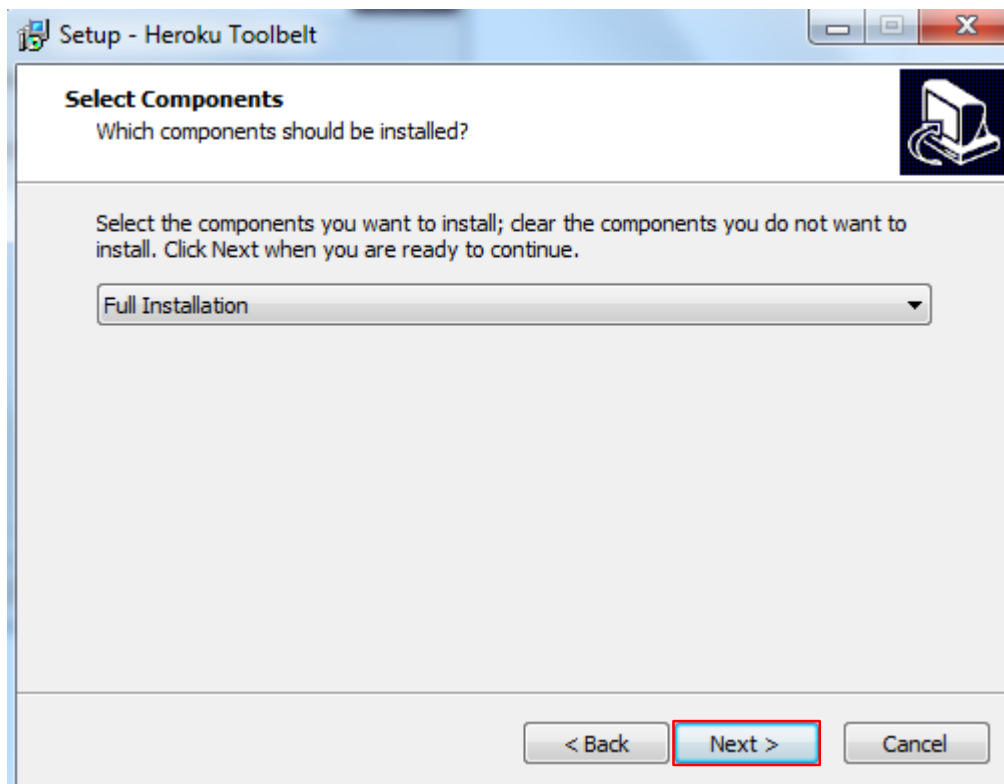 Setup - Heroku Toolbelt
Select Components
Which components should be installed?
Select the components you want to install; clear the components you do not want to
install. Click Next when you are ready to continue.
Full Installation
< Back
Next >
Cancel